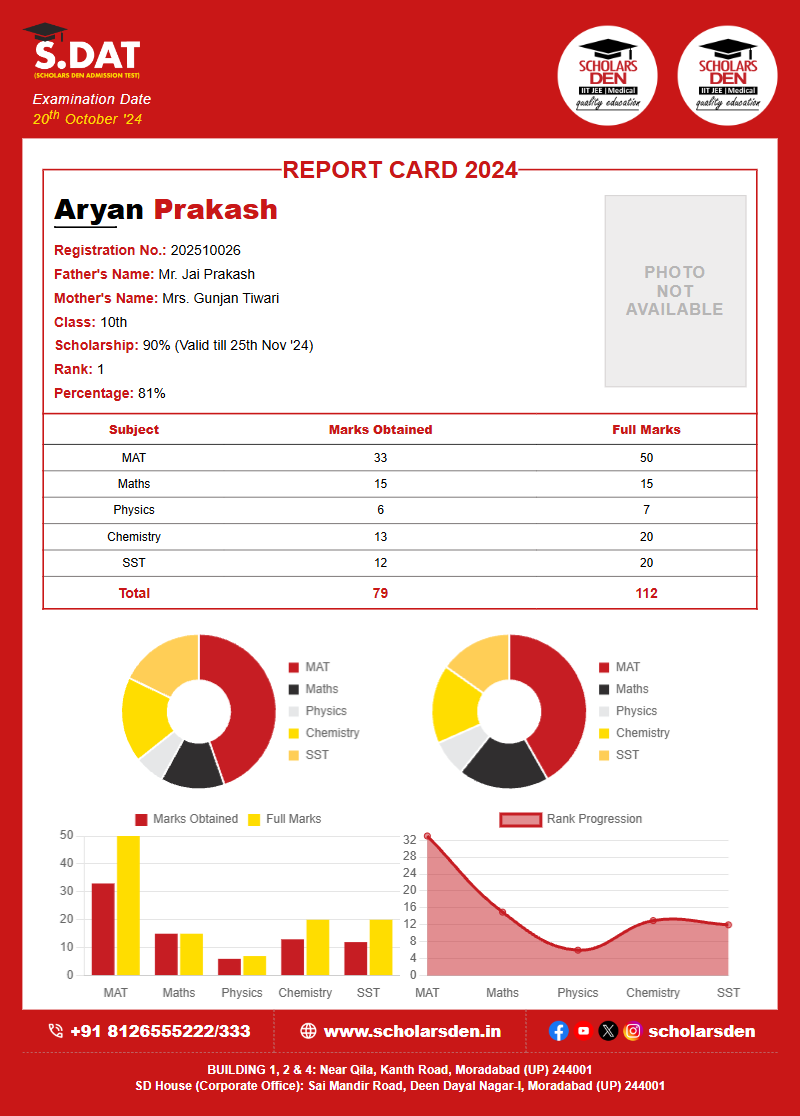 S.DAT
(SCHOLARS DEN ADMISSION TEST)
Examination Date
20th October '24
SCHOLARS
DEN
IIT JEE | Medical
quality education
SCHOLARS
DEN
IIT JEE | Medical
quality education
REPORT CARD 2024
Aryan Prakash
Registration No.: 202510026
Father's Name: Mr. Jai Prakash
Mother's Name: Mrs. Gunjan Tiwari
Class: 10th
Scholarship: 90% (Valid till 25th Nov '24)
Rank: 1
Percentage: 81%
PHOTO
NOT
AVAILABLE
Subject Marks Obtained Full Marks
MAT 33 50
Maths 15 15
Physics 6 7
Chemistry 13 20
SST 12 20
Total 79 112
MAT
Maths
Physics
Chemistry
SST
MAT
Maths
Physics
Chemistry
SST
Marks Obtained Full Marks
50
40
30
20
10
0
MAT Maths Physics Chemistry SST
Rank Progression
32
28
24
20
16
12
8
4
0
MAT Maths Physics Chemistry SST
+91 8126555222/333 www.scholarsden.in scholarsden
BUILDING 1, 2 & 4: Near Qila, Kanth Road, Moradabad (UP) 244001
SD House (Corporate Office): Sai Mandir Road, Deen Dayal Nagar-I, Moradabad (UP) 244001